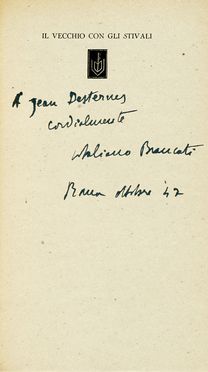 IL VECCHIO CON GLI STIVALI
A Jean Desternes
cordialmente
Vitaliano Brancati
Roma ottobre 47